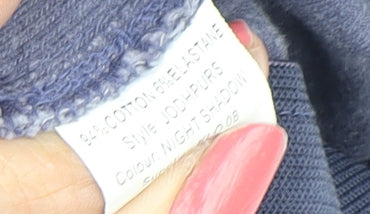 94%COTTON 6%ELASTANE
Style: JODHPURS
Colour: NIGHT SHADOW